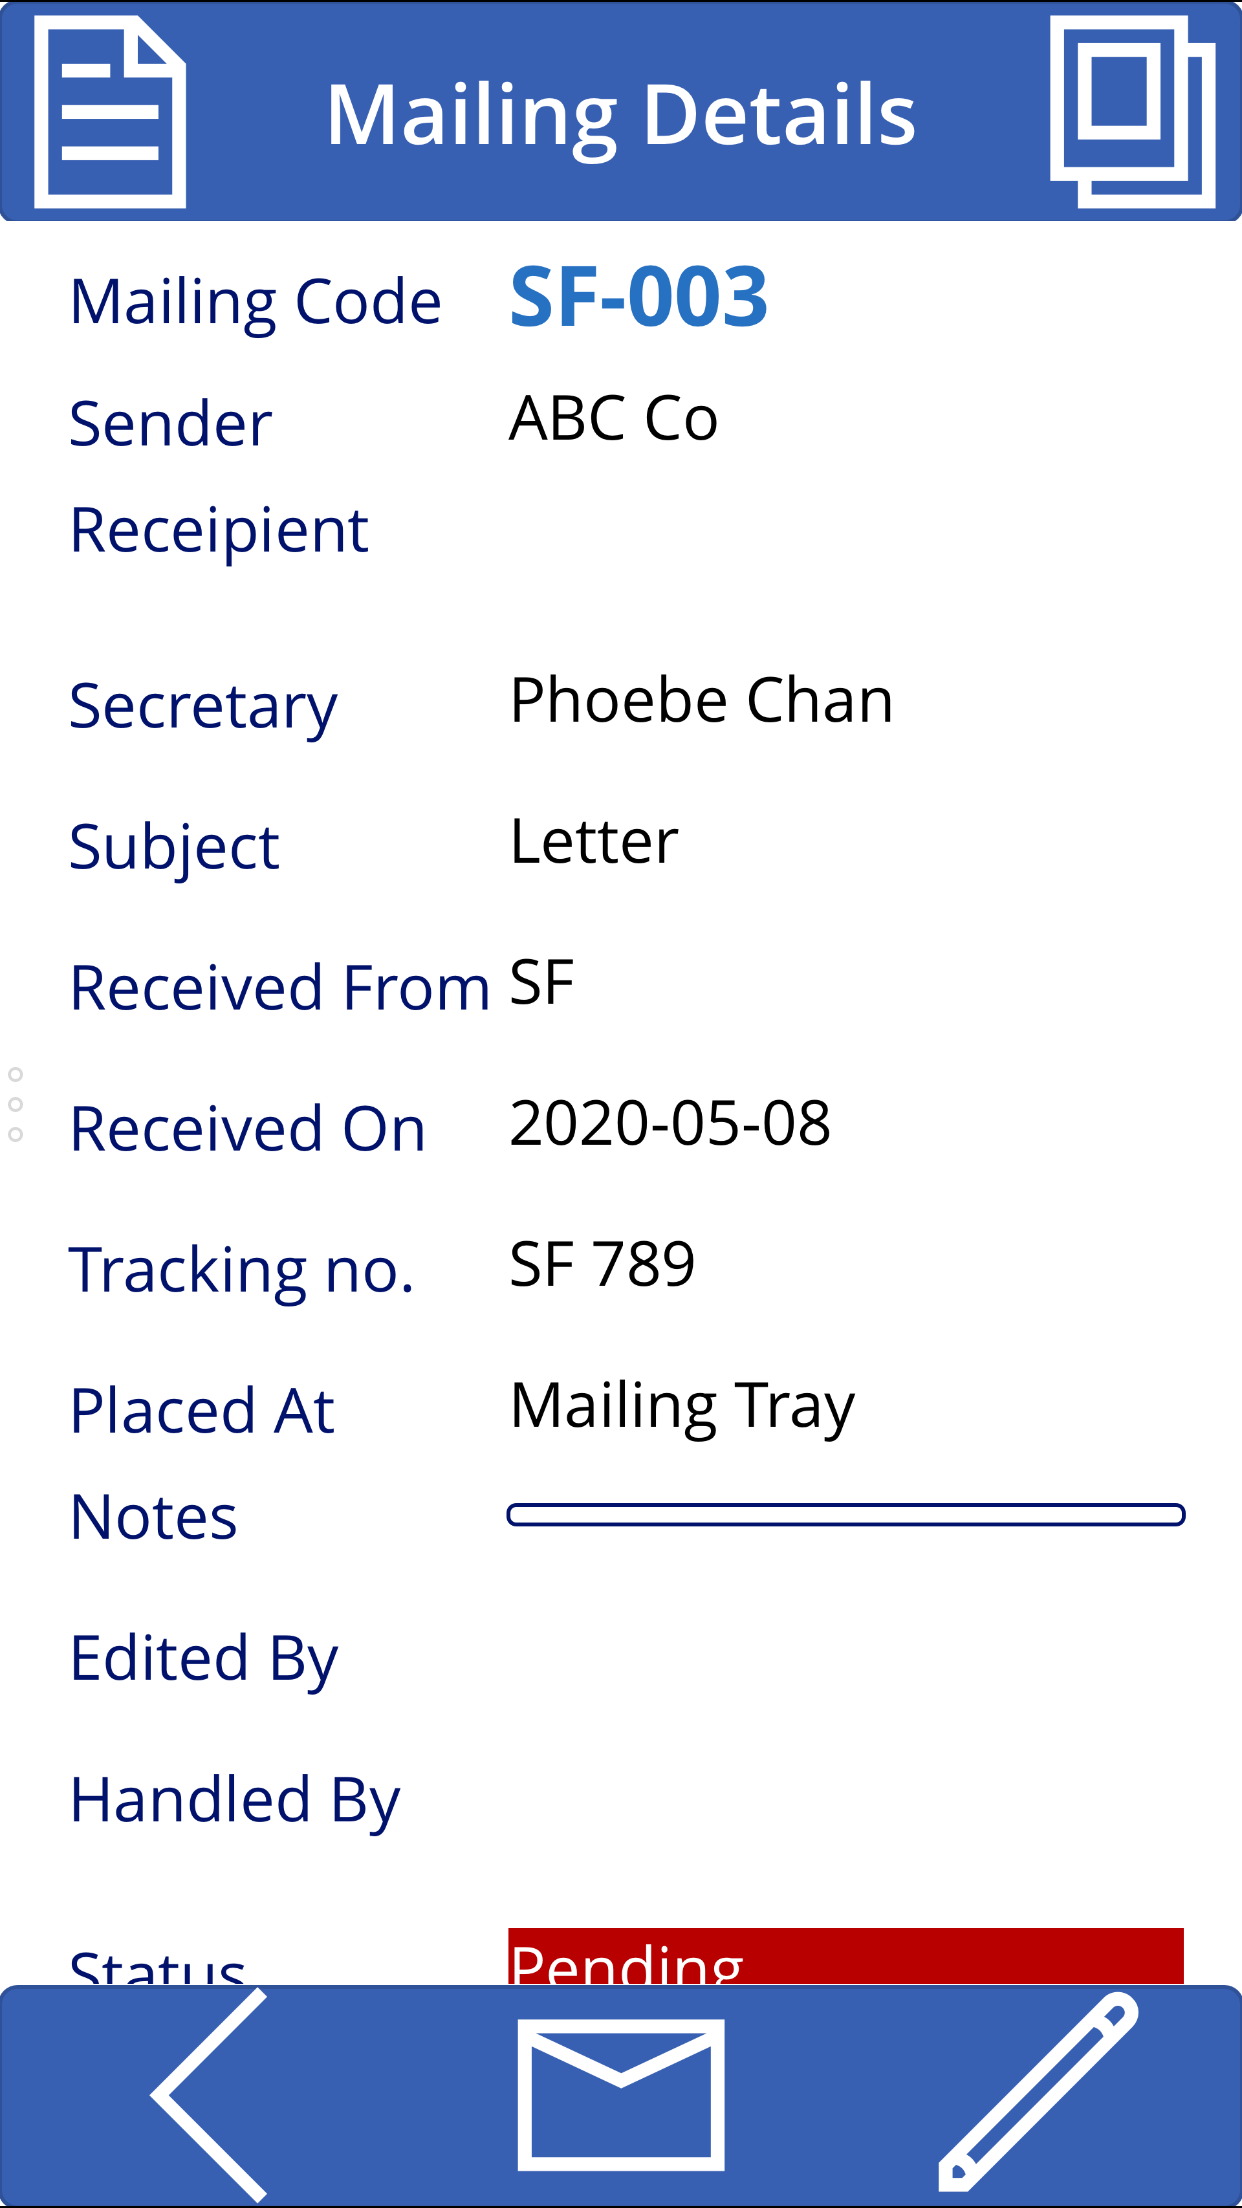 Mailing Details
Mailing Code SF-003
Sender ABC Co
Receipient
Secretary Phoebe Chan
Subject Letter
Received From SF
Received On 2020-05-08
Tracking no. SF 789
Placed At Mailing Tray
Notes
Edited By
Handled By
Status Pending